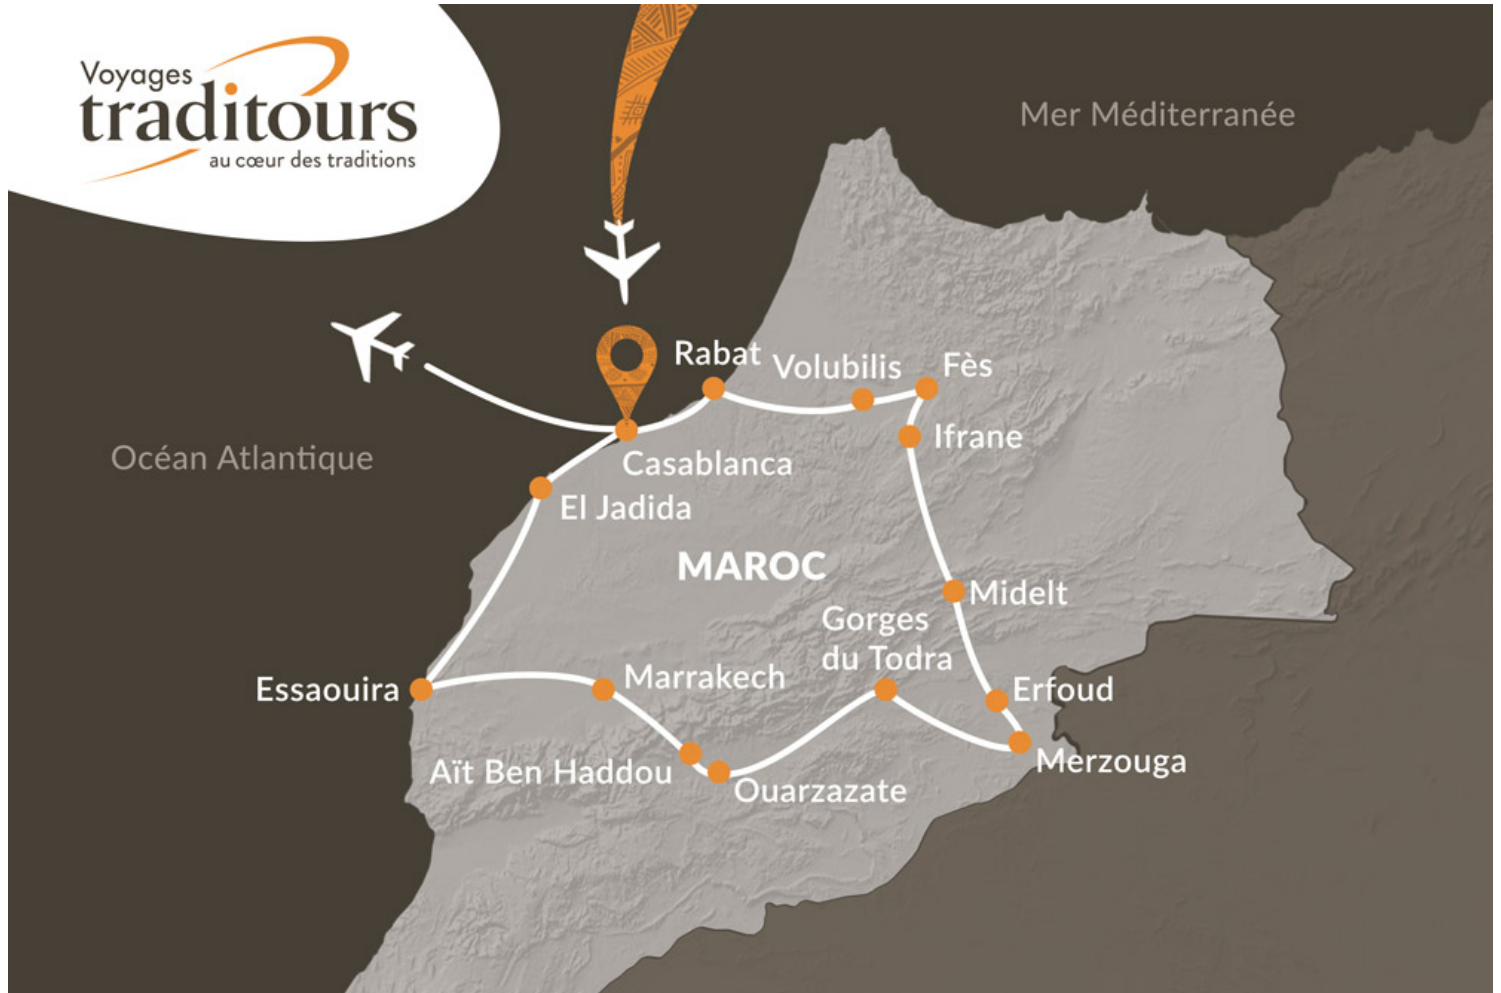 Voyages
traditours
au cœur des traditions
Mer Méditerranée
Rabat
Volubilis
Fès
Ifrane
Océan Atlantique
Casablanca
El Jadida
MAROC
Midelt
Gorges
du Todra
Essaouira
Marrakech
Erfoud
Aït Ben Haddou
Ouarzazate
Merzouga